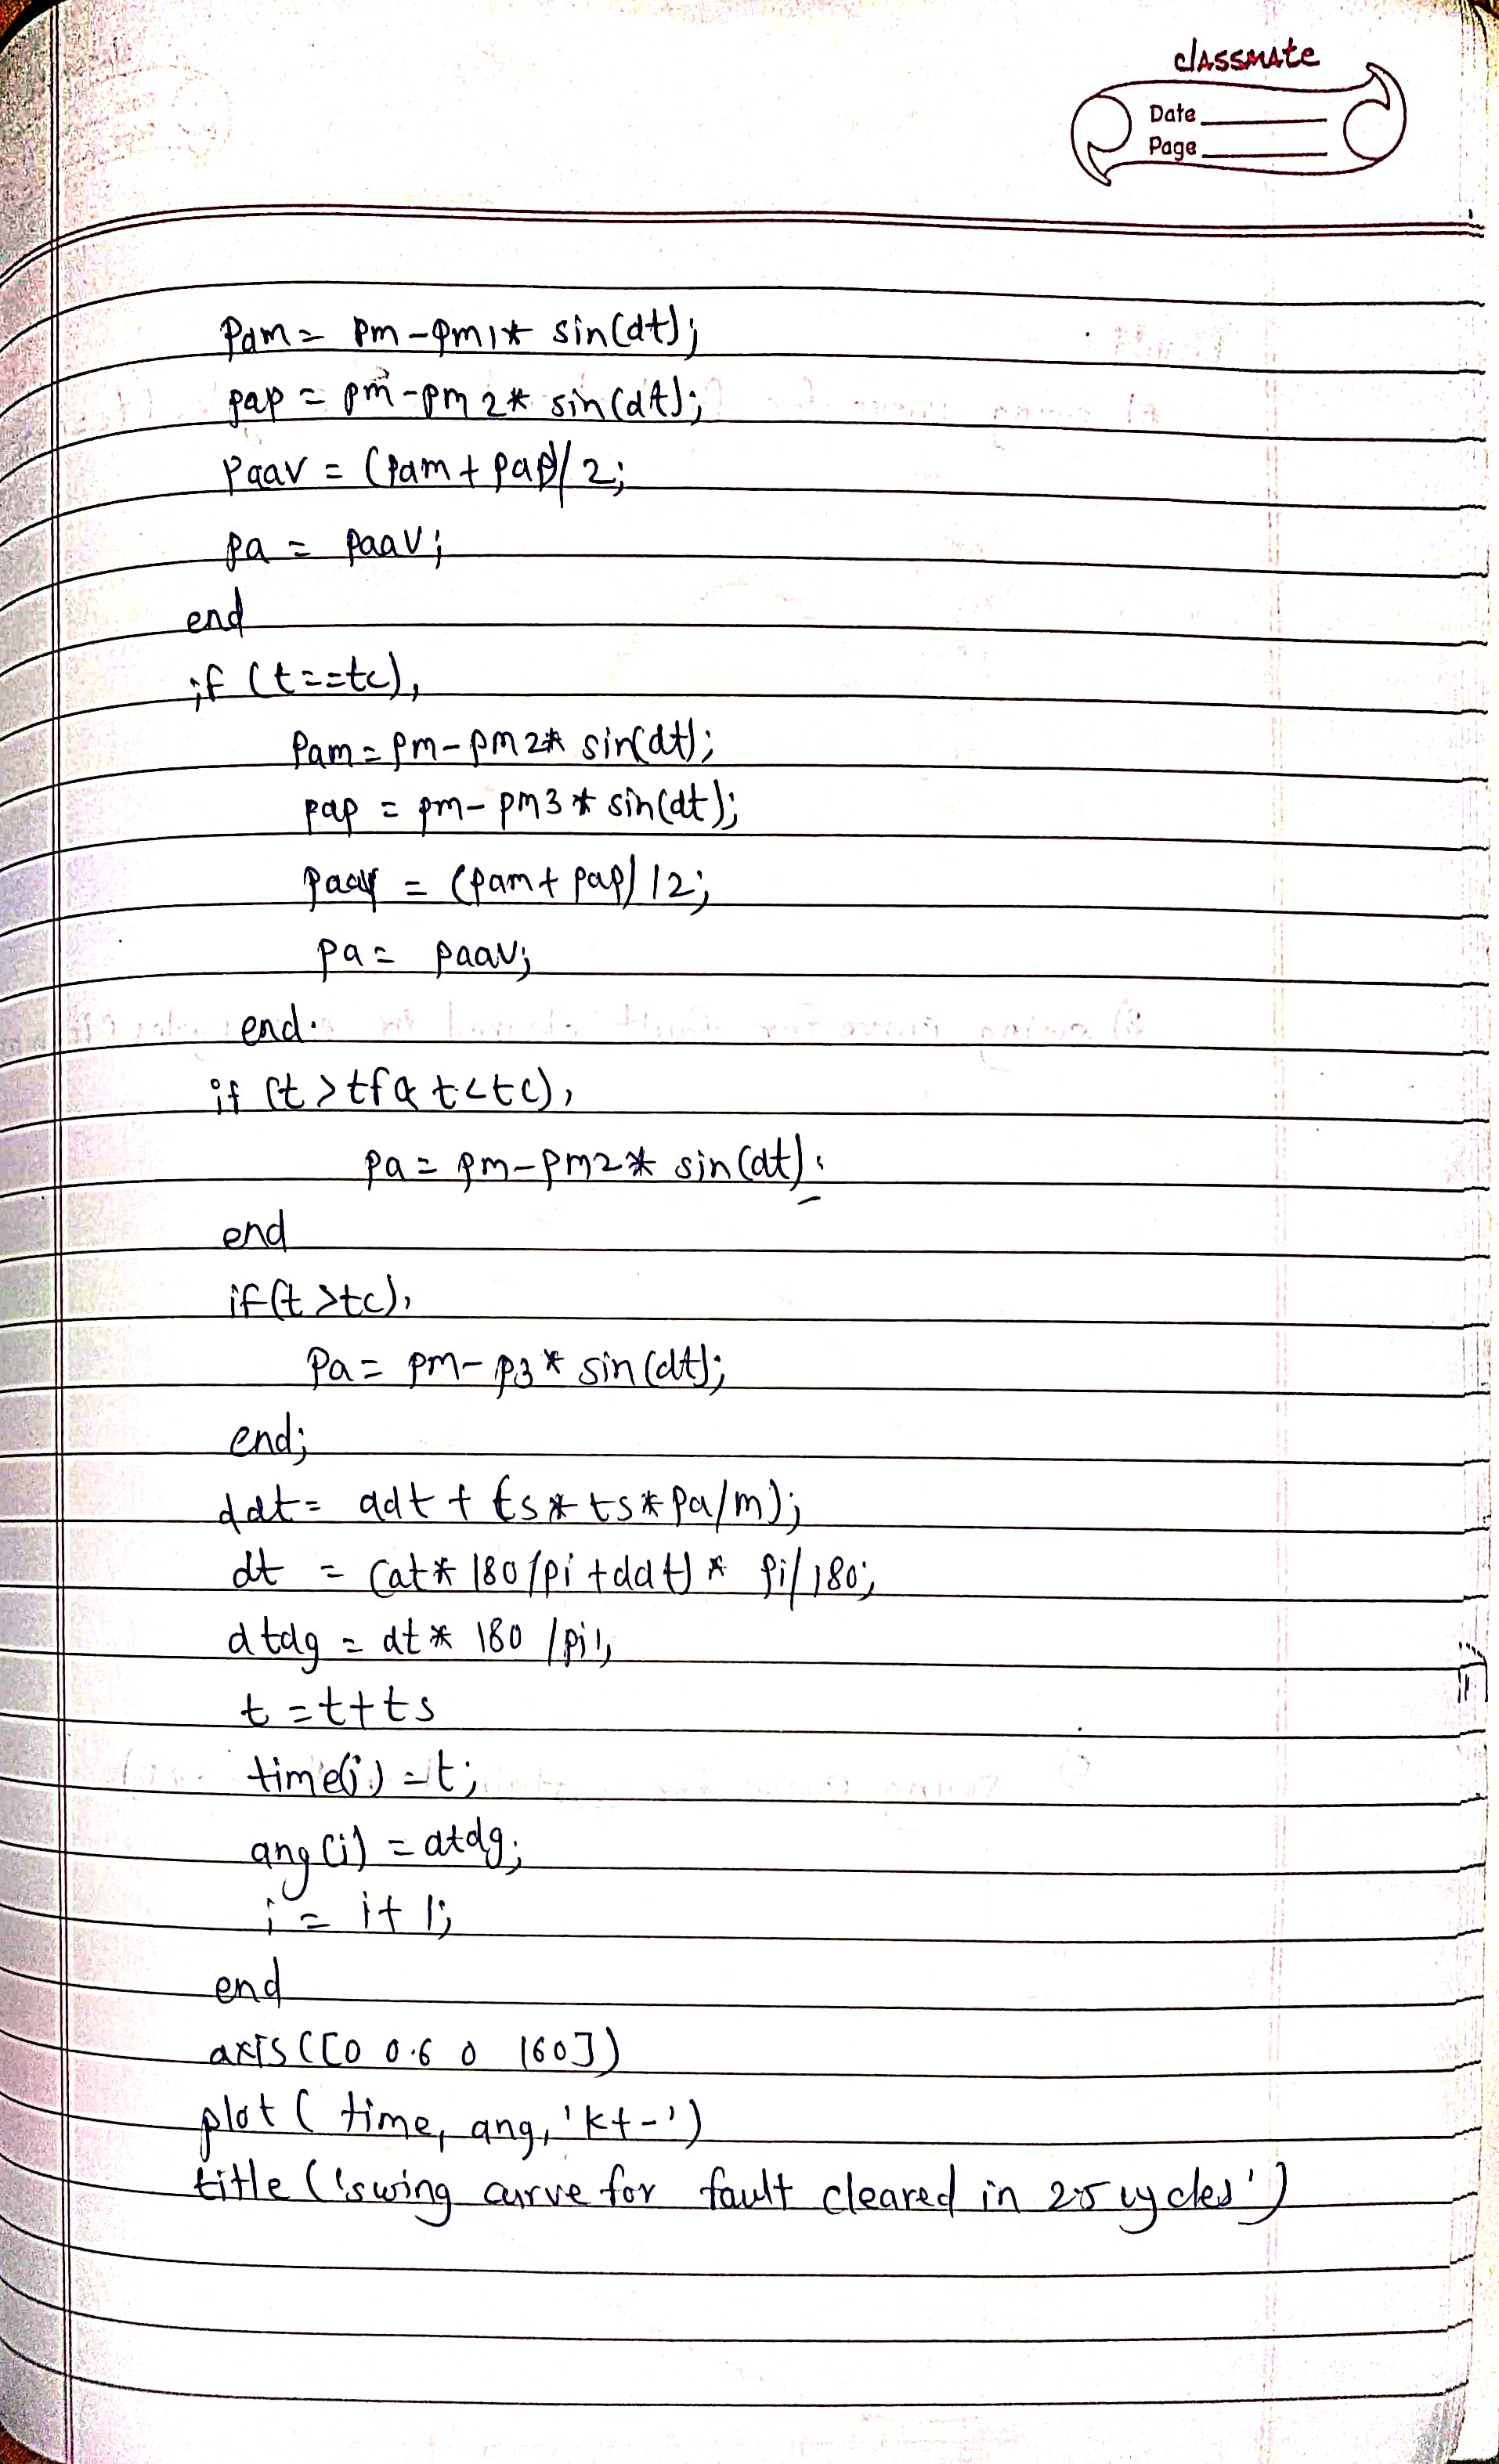 classmate
Date
Page
Pam = Pm - Pm1* sin(dt);
pap = pm - pm 2* sin(dt);
Paav = (Pam + pap)/2;
pa = paav;
end
if (t==tc),
Pam = Pm - pm 2* sin(dt);
pap = pm - pm3 * sin(dt);
paav = (Pam + pap) / 2;
pa = paav;
end.
if (t > tf & t < tc),
pa = pm - pm2* sin(dt);
end
if(t >tc),
Pa = pm - p3 * sin(dt);
end;
ddt = ddt + (ts* ts* Pa/m);
dt = (dt* 180/pi + ddt) * pi/180;
dtdg = dt* 180 /pi;
t = t+ts
time(i) = t;
ang(i) = dtdg;
i = i+1;
end
axis([0 0.6 0 160])
plot( time, ang, 'k+-')
title('swing curve for fault cleared in 2.5 cycles')